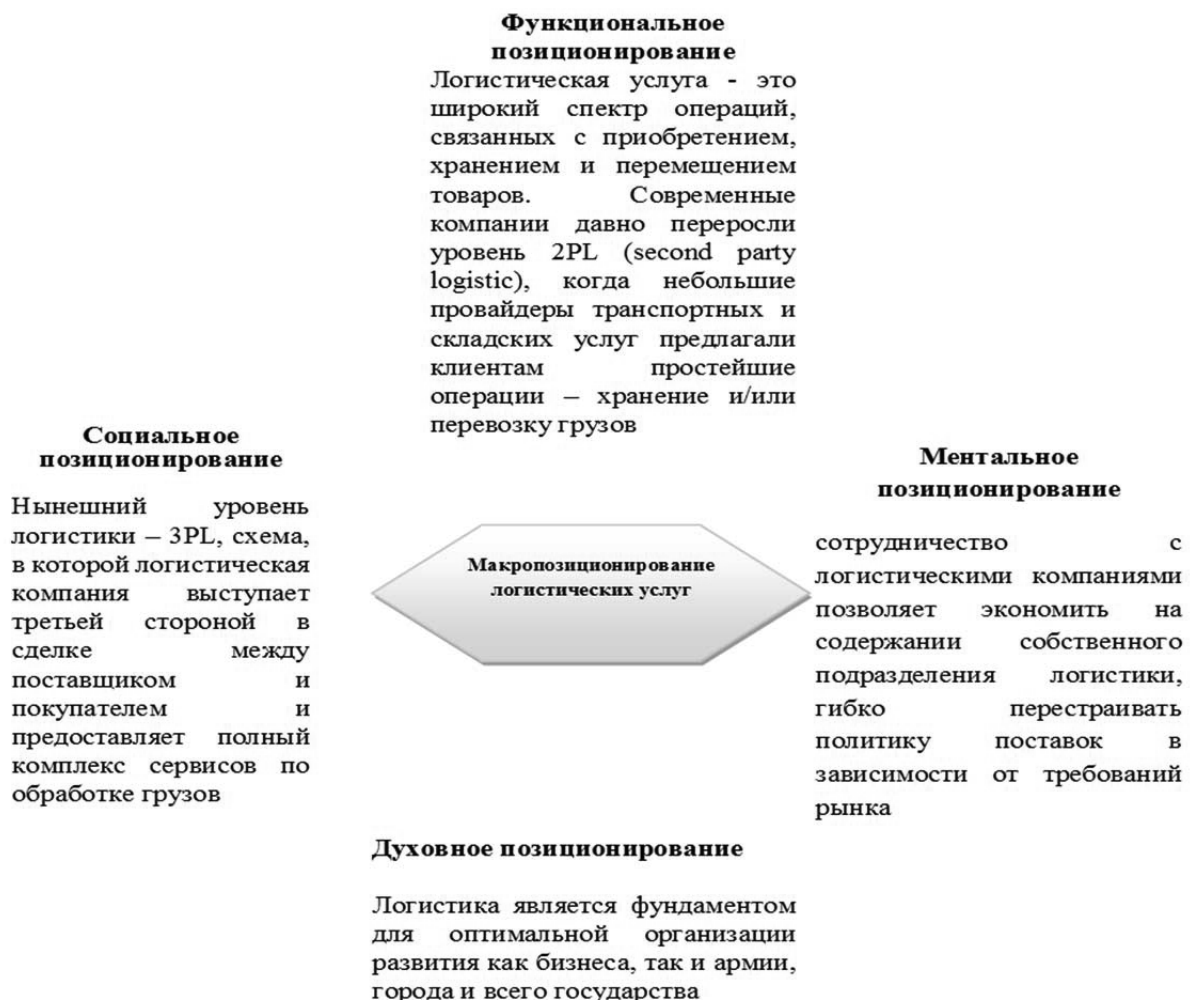 Функциональное
позиционирование
Логистическая услуга - это
широкий спектр операций,
связанных с приобретением,
хранением и перемещением
товаров. Современные
компании давно переросли
уровень 2PL (second party
logistic), когда небольшие
провайдеры транспортных и
складских услуг предлагали
клиентам простейшие
операции – хранение и/или
перевозку грузов
Социальное
позиционирование
Нынешний уровень
логистики – 3PL, схема,
в которой логистическая
компания выступает
третьей стороной в
сделке между
поставщиком и
покупателем и
предоставляет полный
комплекс сервисов по
обработке грузов
Макропозиционирование
логистических услуг
Ментальное
позиционирование
сотрудничество с
логистическими компаниями
позволяет экономить на
содержании собственного
подразделения логистики,
гибко перестраивать
политику поставок в
зависимости от требований
рынка
Духовное позиционирование
Логистика является фундаментом
для оптимальной организации
развития как бизнеса, так и армии,
города и всего государства